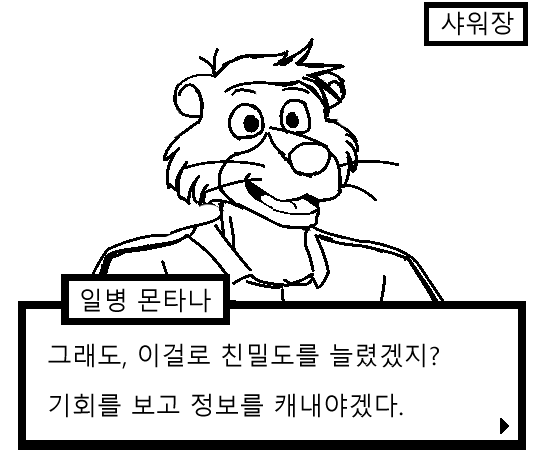 샤워장
일병 몬타나
그래도, 이걸로 친밀도를 늘렸겠지?
기회를 보고 정보를 캐내야겠다.